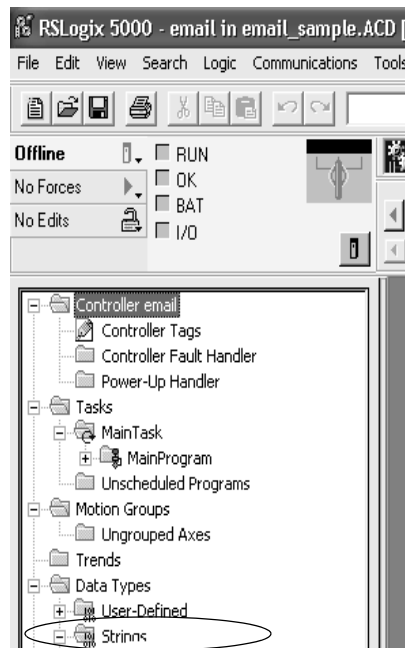 RSLogix 5000 - email in email_sample.ACD [
File Edit View Search Logic Communications Tools
Offline
RUN
No Forces
OK
BAT
No Edits
I/O
Controller email
Controller Tags
Controller Fault Handler
Power-Up Handler
Tasks
MainTask
MainProgram
Unscheduled Programs
Motion Groups
Ungrouped Axes
Trends
Data Types
User-Defined
Strings